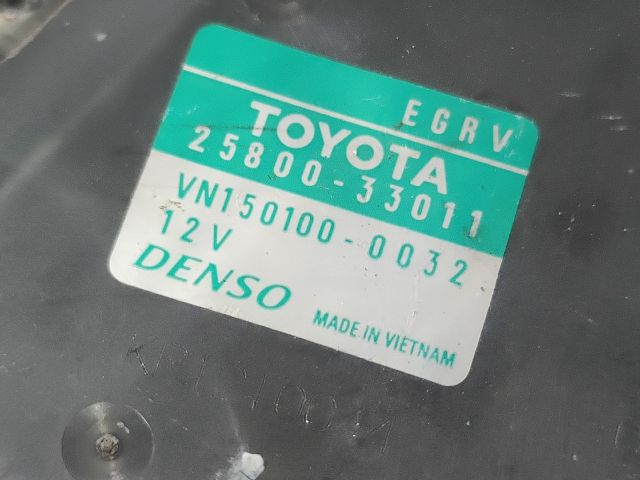 EGRV
TOYOTA
25800-33011
VN150100-0032
12V
DENSO
MADE IN VIETNAM